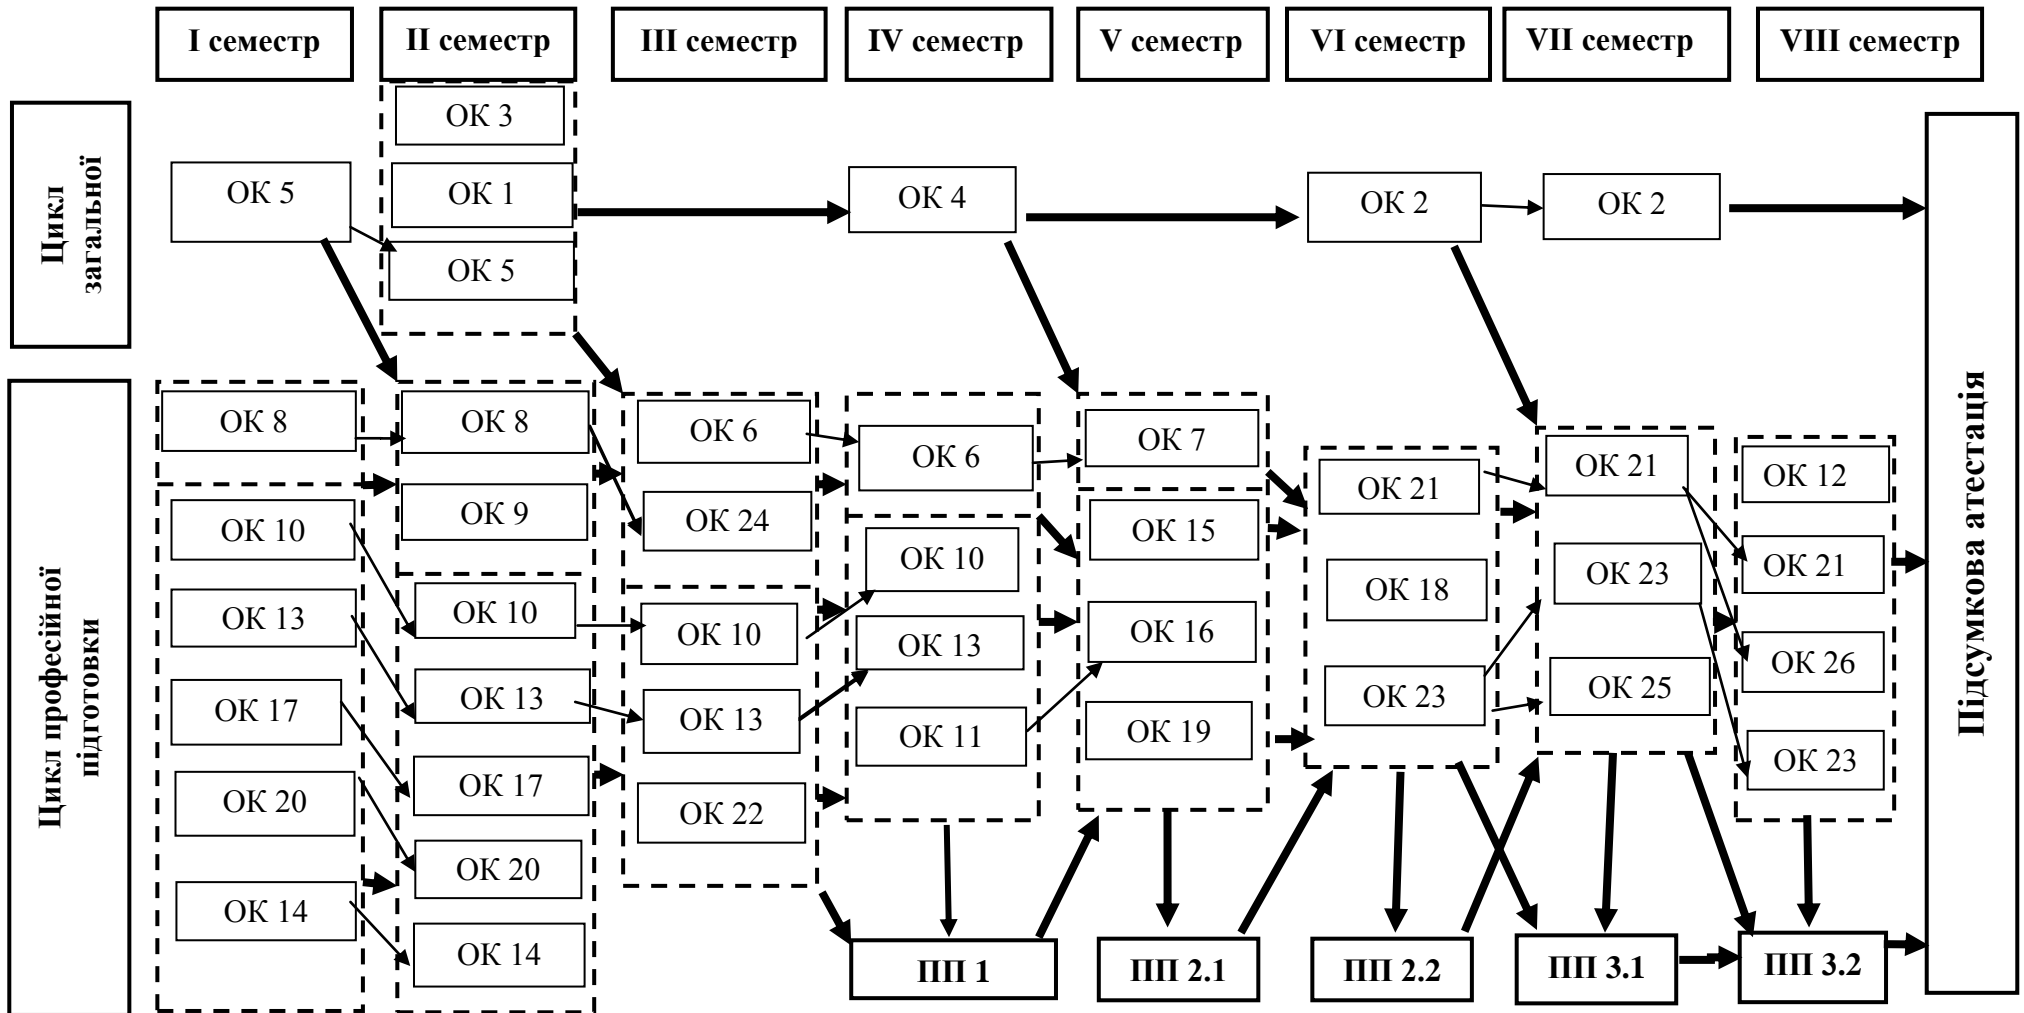 І семестр
ІІ семестр
ІІІ семестр
IV семестр
V семестр
VI семестр
VII семестр
VIII семестр
Цикл
загальної
ОК 5
ОК 3
ОК 1
ОК 5
ОК 4
ОК 2
ОК 2
Цикл професійної
підготовки
ОК 8
ОК 10
ОК 13
ОК 17
ОК 20
ОК 14
ОК 8
ОК 9
ОК 10
ОК 13
ОК 17
ОК 20
ОК 14
ОК 6
ОК 24
ОК 10
ОК 13
ОК 22
ОК 6
ОК 10
ОК 13
ОК 11
ОК 7
ОК 15
ОК 16
ОК 19
ОК 21
ОК 18
ОК 23
ОК 21
ОК 23
ОК 25
ОК 12
ОК 21
ОК 26
ОК 23
ПП 1
ПП 2.1
ПП 2.2
ПП 3.1
ПП 3.2
Підсумкова атестація